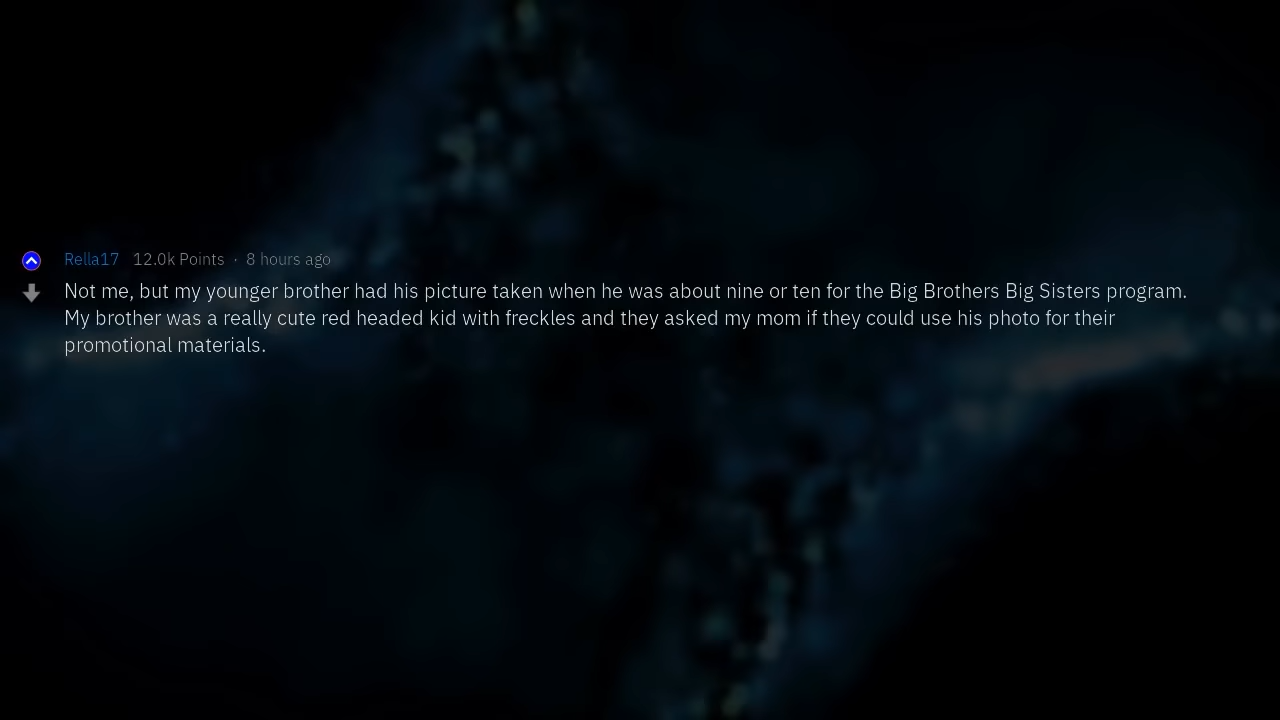 Rella17 12.0k Points · 8 hours ago
Not me, but my younger brother had his picture taken when he was about nine or ten for the Big Brothers Big Sisters program.
My brother was a really cute red headed kid with freckles and they asked my mom if they could use his photo for their
promotional materials.